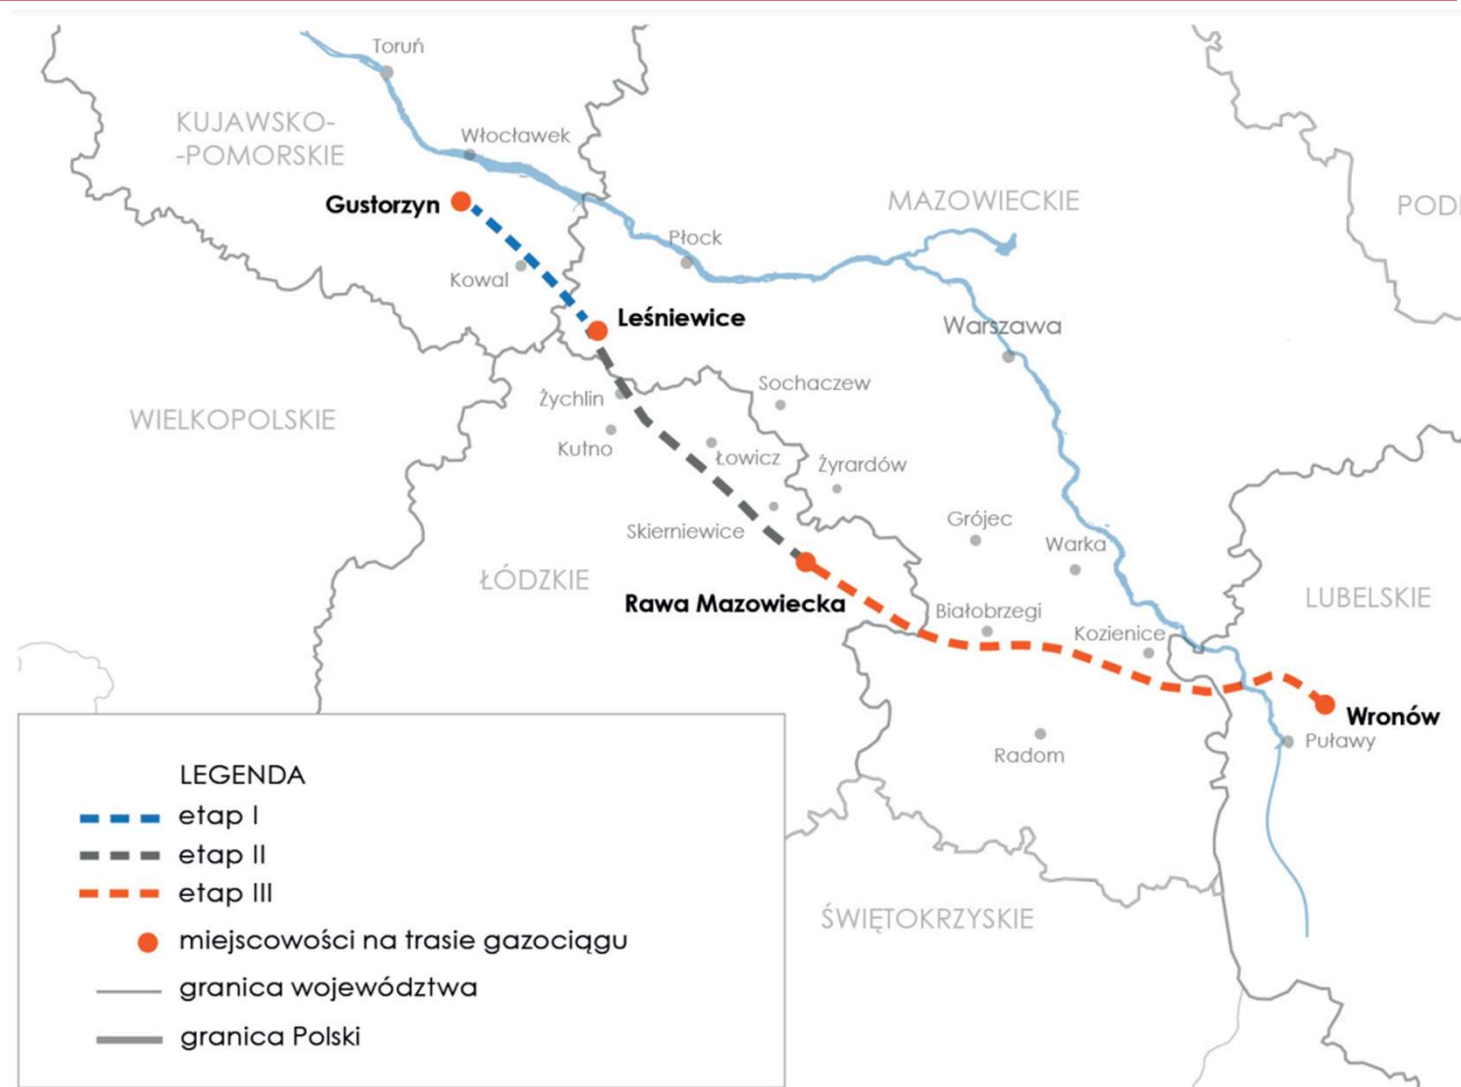 Toruń
KUJAWSKO-
-POMORSKIE
Włocławek
MAZOWIECKIE
Gustorzyn
PODL
Płock
Kowal
Leśniewice
Warszawa
Sochaczew
Żychlin
WIELKOPOLSKIE
Kutno
Łowicz
Żyrardów
Grójec
Skierniewice
Warka
ŁÓDZKIE
LUBELSKIE
Rawa Mazowiecka
Białobrzegi
Kozienice
Wronów
Puławy
Radom
LEGENDA
etap I
etap II
etap III
ŚWIĘTOKRZYSKIE
miejscowości na trasie gazociągu
granica województwa
granica Polski